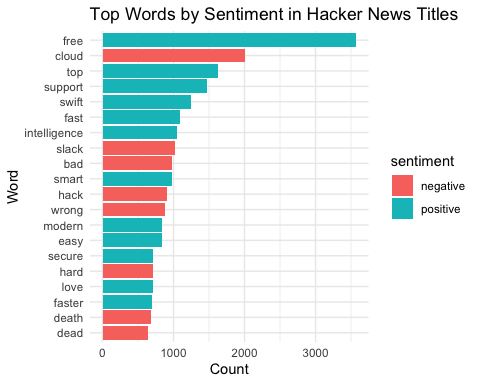 Top Words by Sentiment in Hacker News Titles
free
cloud
top
support
swift
fast
intelligence
slack
bad
smart
hack
wrong
modern
easy
secure
hard
love
faster
death
dead
Word
0 1000 2000 3000
Count
sentiment
negative
positive